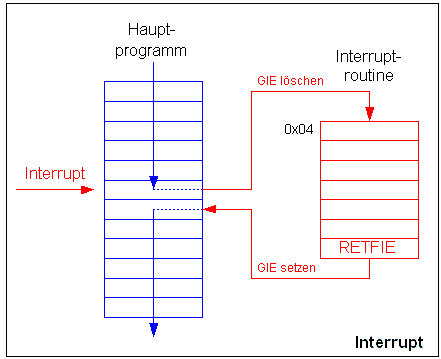 Haupt-
programm
Interrupt-
routine
GIE löschen
0x04
Interrupt
RETFIE
GIE setzen
Interrupt